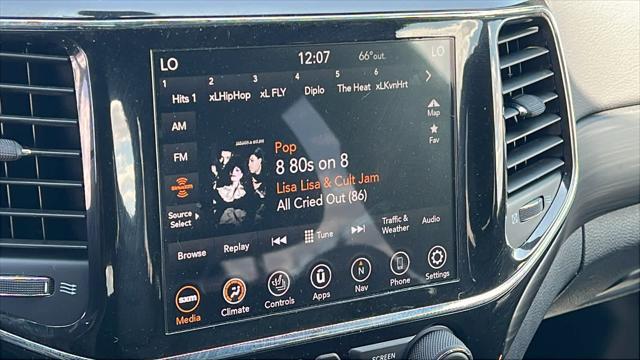 LO 12:07 66° out. LO
1 2 3 4 5 6
Hits 1 xLHipHop xL FLY Diplo The Heat xLKvnHrt
AM
Map
FM
Fav
Pop
8 80s on 8
Lisa Lisa & Cult Jam
All Cried Out (86)
SiriusXM
Source Select
Browse Replay Tune Traffic & Weather Audio
sxm
Media Climate Controls Apps Nav Phone Settings
N
SCREEN